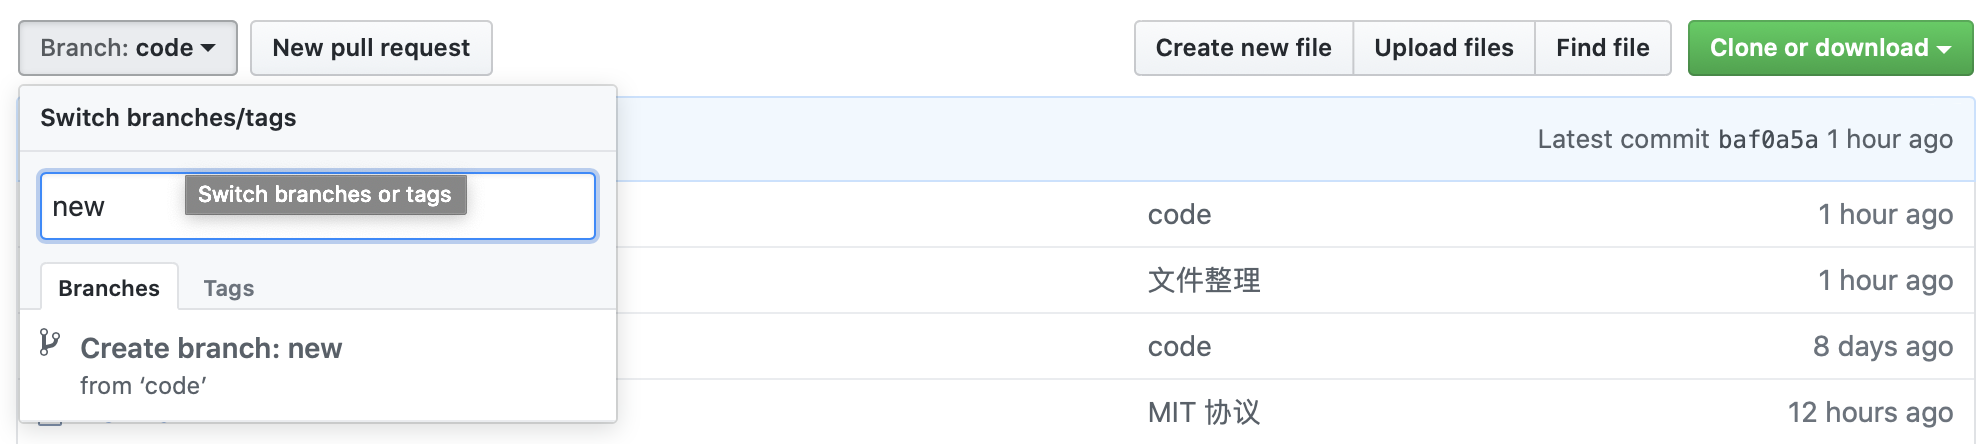 Branch: code
New pull request
Create new file
Upload files
Find file
Clone or download
Switch branches/tags
Latest commit baf0a5a 1 hour ago
Switch branches or tags
new
code
1 hour ago
Branches
Tags
文件整理
1 hour ago
Create branch: new
code
8 days ago
from ‘code’
MIT 协议
12 hours ago